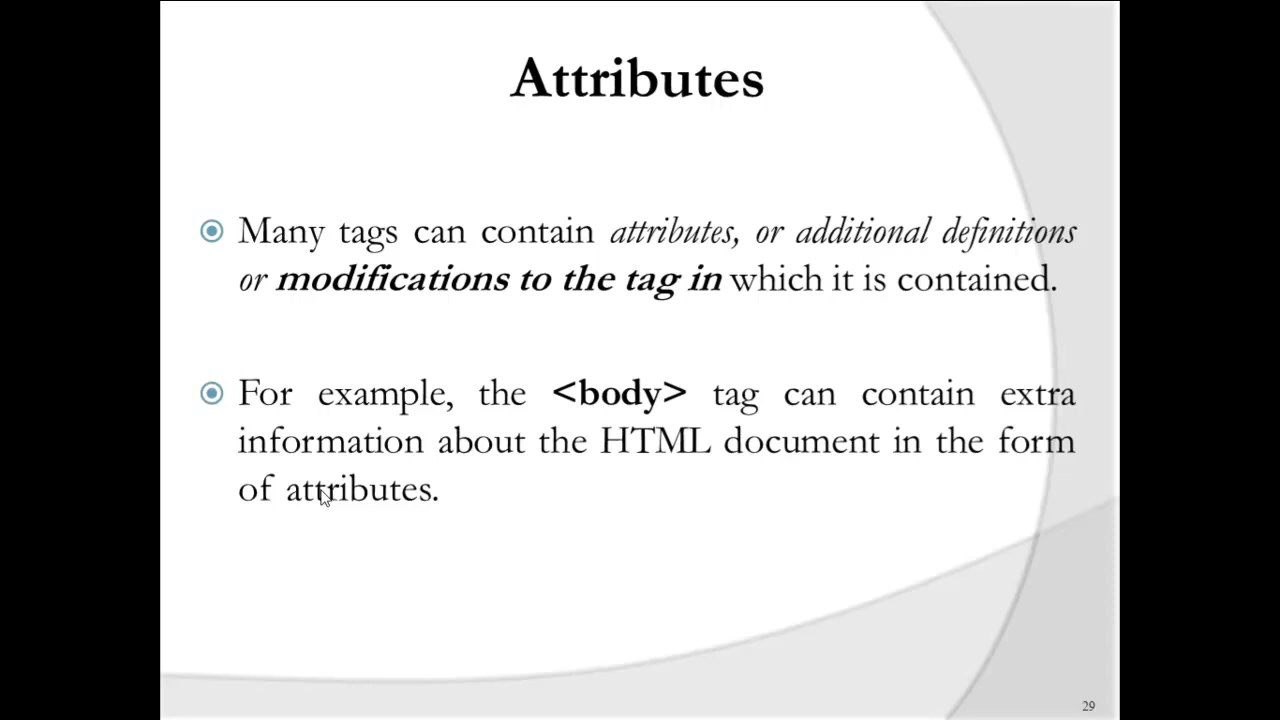 Attributes
Many tags can contain attributes, or additional definitions
or modifications to the tag in which it is contained.
For example, the <body> tag can contain extra
information about the HTML document in the form
of attributes.
29